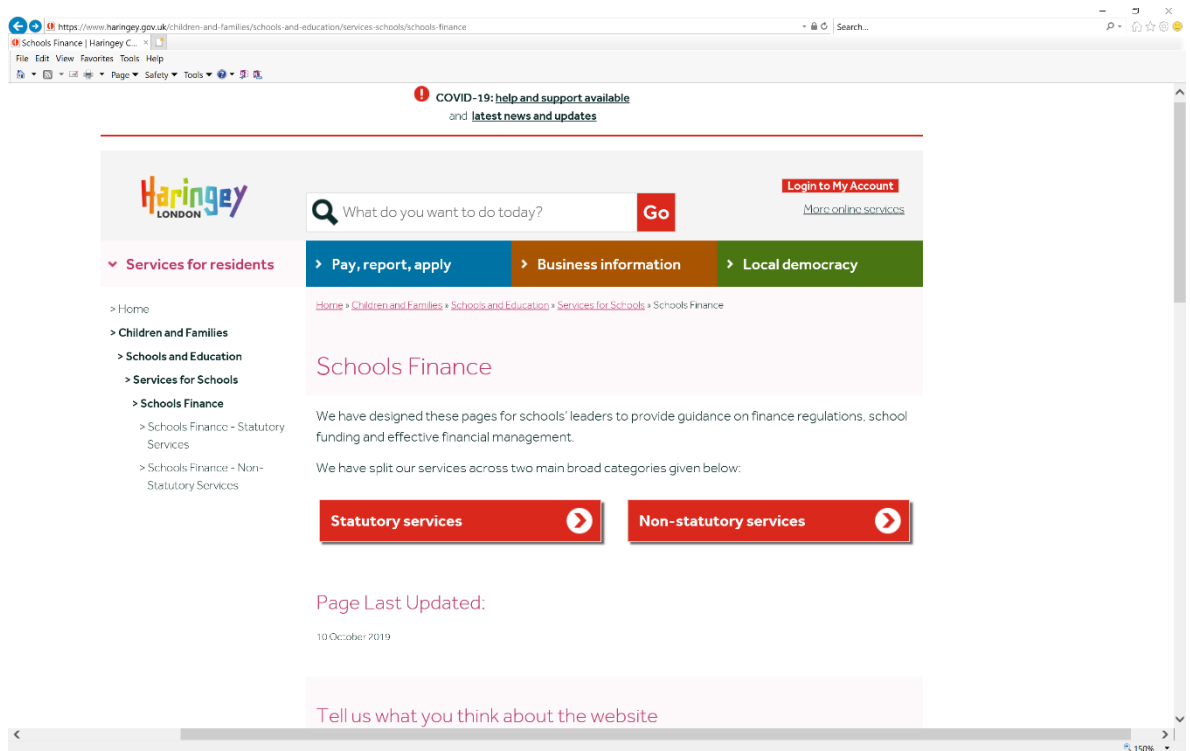 https://www.haringey.gov.uk/children-and-families/schools-and-education/services-schools/schools-finance
Search...
Schools Finance | Haringey C...
File Edit View Favorites Tools Help
Page Safety Tools
COVID-19: help and support available
and latest news and updates
Haringey
LONDON
What do you want to do today?
Go
Login to My Account
More online services
Services for residents
Pay, report, apply
Business information
Local democracy
> Home
> Children and Families
> Schools and Education
> Services for Schools
> Schools Finance
> Schools Finance - Statutory
Services
> Schools Finance - Non-
Statutory Services
Home » Children and Families » Schools and Education » Services for Schools » Schools Finance
Schools Finance
We have designed these pages for schools' leaders to provide guidance on finance regulations, school
funding and effective financial management.
We have split our services across two main broad categories given below:
Statutory services
Non-statutory services
Page Last Updated:
10 October 2019
Tell us what you think about the website
150%